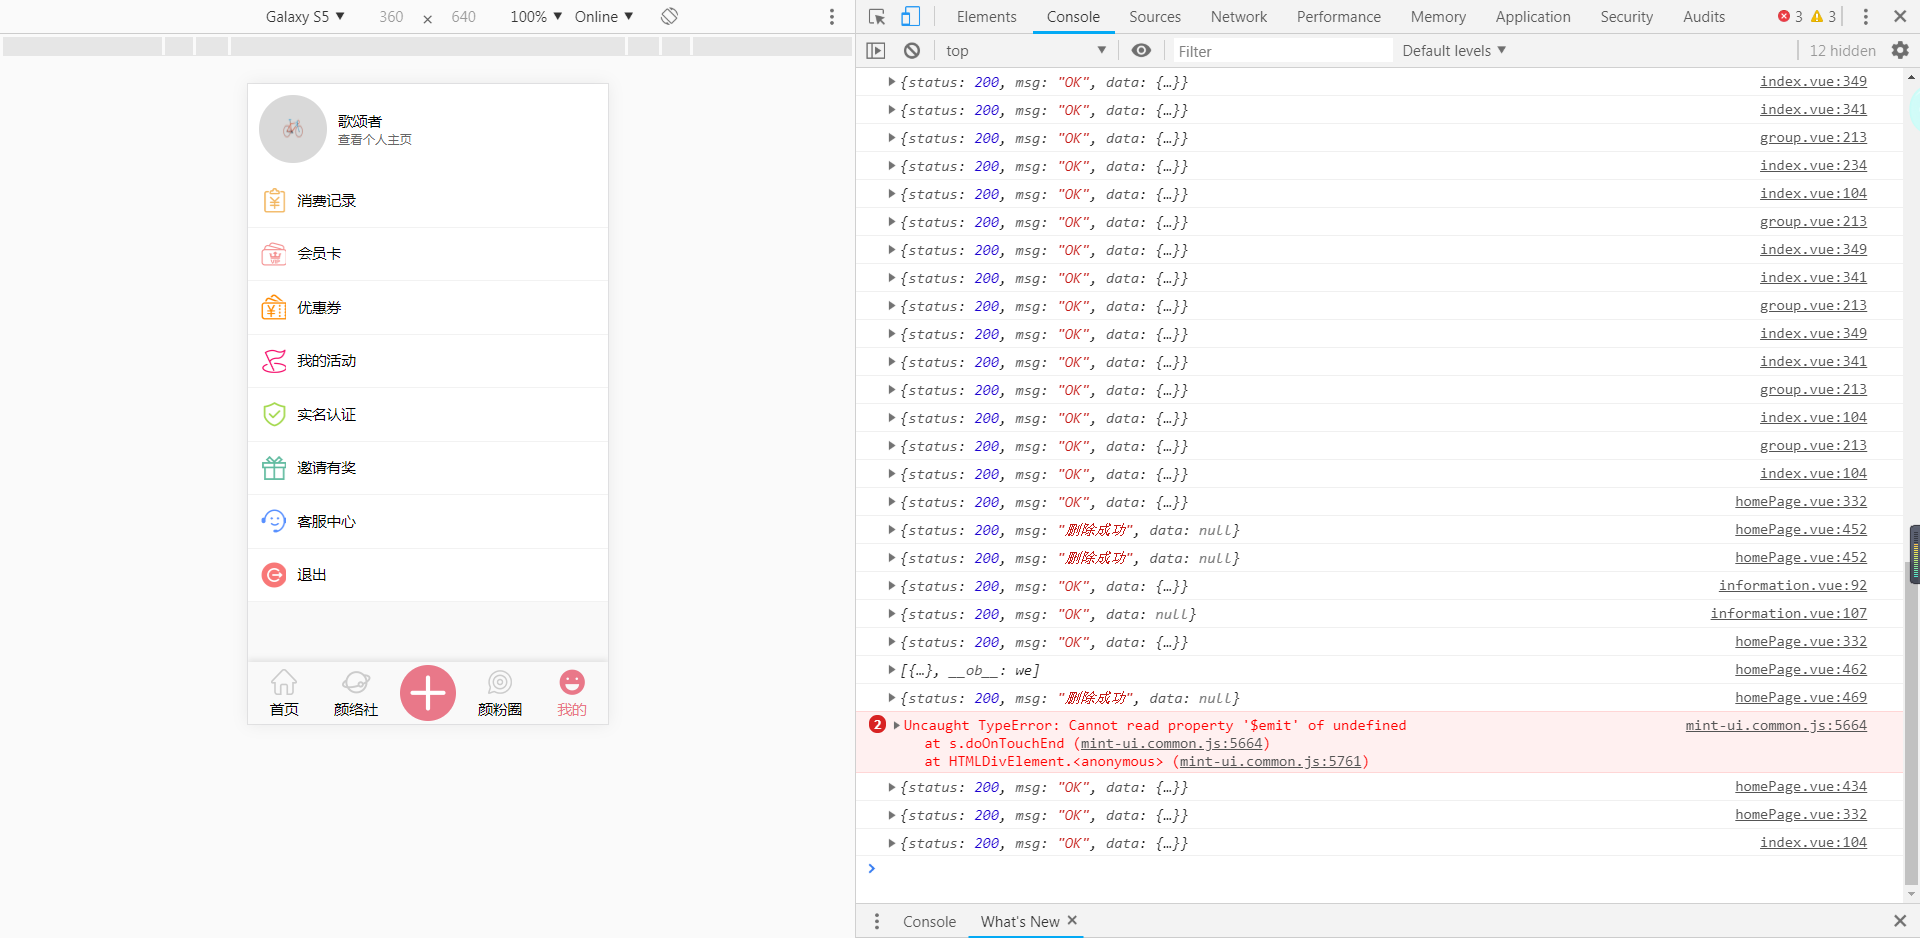 Galaxy S5 ▼ 360 × 640 100% ▼ Online ▼
Elements Console Sources Network Performance Memory Application Security Audits 3 3
top ▼ Filter Default levels ▼ 12 hidden
歌颂者
查看个人主页
消费记录
会员卡
优惠券
我的活动
实名认证
邀请有奖
客服中心
退出
首页 颜络社 颜粉圈 我的
{status: 200, msg: "OK", data: {…}} index.vue:349
{status: 200, msg: "OK", data: {…}} index.vue:341
{status: 200, msg: "OK", data: {…}} group.vue:213
{status: 200, msg: "OK", data: {…}} index.vue:234
{status: 200, msg: "OK", data: {…}} index.vue:104
{status: 200, msg: "OK", data: {…}} group.vue:213
{status: 200, msg: "OK", data: {…}} index.vue:349
{status: 200, msg: "OK", data: {…}} index.vue:341
{status: 200, msg: "OK", data: {…}} group.vue:213
{status: 200, msg: "OK", data: {…}} index.vue:349
{status: 200, msg: "OK", data: {…}} index.vue:341
{status: 200, msg: "OK", data: {…}} group.vue:213
{status: 200, msg: "OK", data: {…}} index.vue:104
{status: 200, msg: "OK", data: {…}} group.vue:213
{status: 200, msg: "OK", data: {…}} index.vue:104
{status: 200, msg: "OK", data: {…}} homePage.vue:332
{status: 200, msg: "删除成功", data: null} homePage.vue:452
{status: 200, msg: "删除成功", data: null} homePage.vue:452
{status: 200, msg: "OK", data: {…}} information.vue:92
{status: 200, msg: "OK", data: null} information.vue:107
{status: 200, msg: "OK", data: {…}} homePage.vue:332
[{…}, __ob__: we] homePage.vue:462
{status: 200, msg: "删除成功", data: null} homePage.vue:469
2 Uncaught TypeError: Cannot read property '$emit' of undefined mint-ui.common.js:5664
at s.doOnTouchEnd (mint-ui.common.js:5664)
at HTMLDivElement.<anonymous> (mint-ui.common.js:5761)
{status: 200, msg: "OK", data: {…}} homePage.vue:434
{status: 200, msg: "OK", data: {…}} homePage.vue:332
{status: 200, msg: "OK", data: {…}} index.vue:104
Console What's New ×